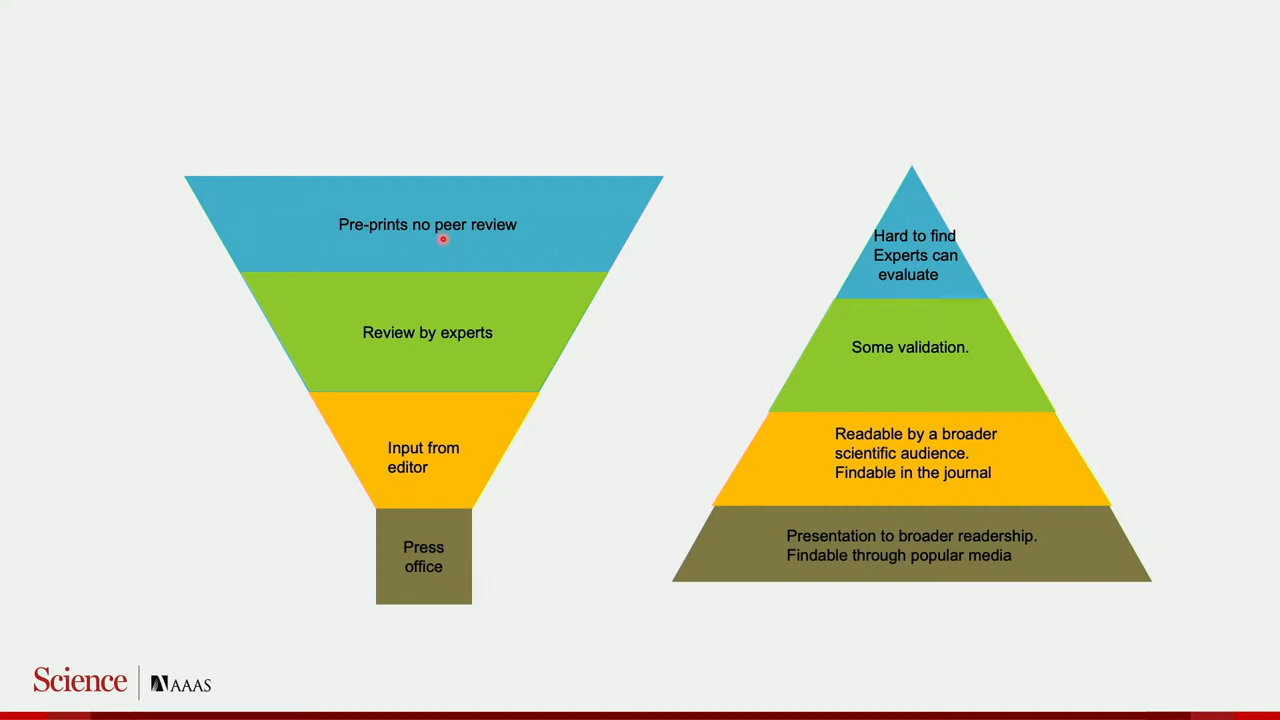 Pre-prints no peer review
Review by experts
Input from
editor
Press
office
Hard to find
Experts can
evaluate
Some validation.
Readable by a broader
scientific audience.
Findable in the journal
Presentation to broader readership.
Findable through popular media
Science
AAAS